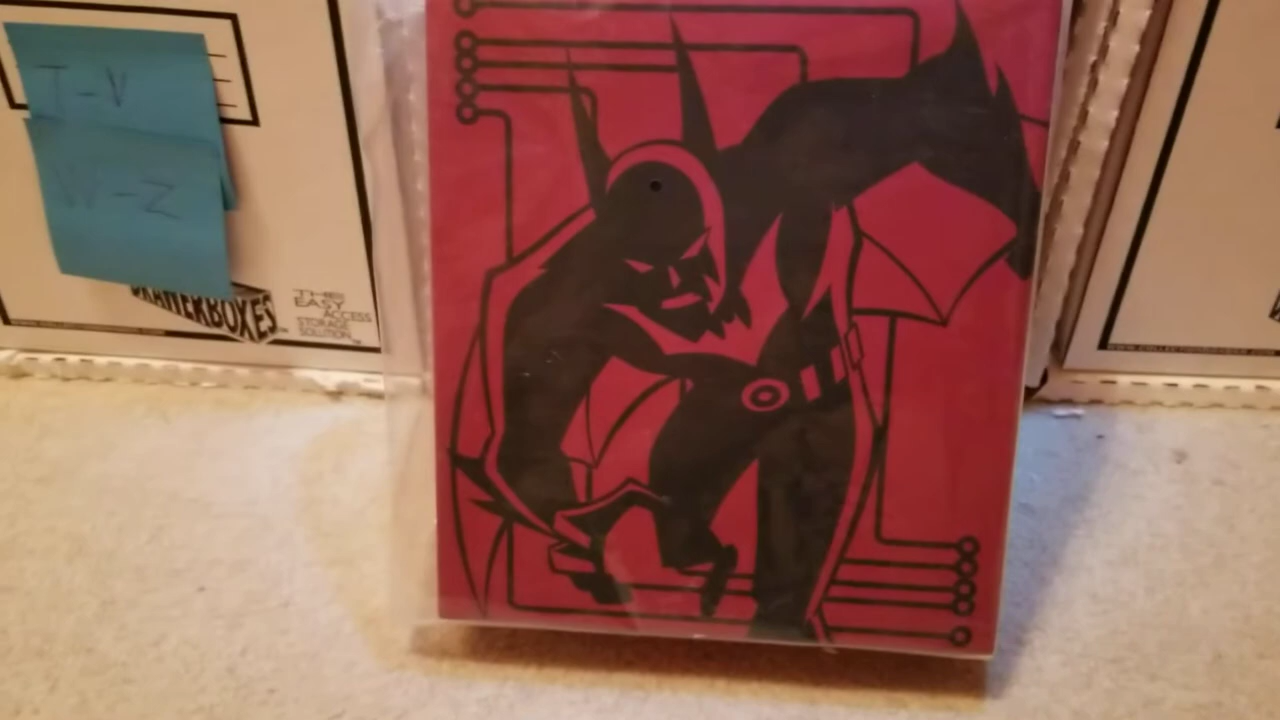 T-V
W-Z
DRAWERBOXES
THE
EASY
ACCESS
STORAGE
SOLUTION